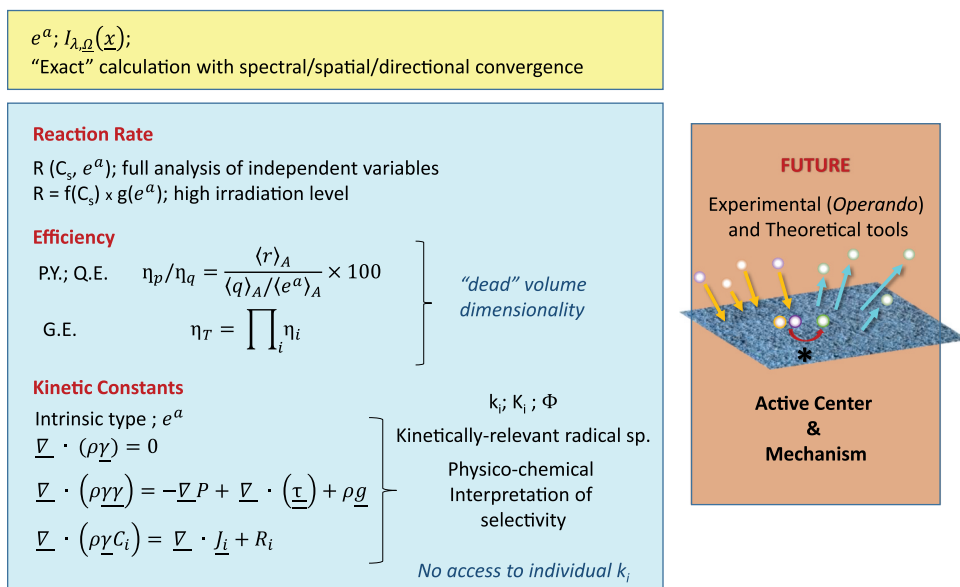 e^a; I_λ,Ω(x);
“Exact” calculation with spectral/spatial/directional convergence
Reaction Rate
R (C_s, e^a); full analysis of independent variables
R = f(C_s) x g(e^a); high irradiation level
Efficiency
P.Y.; Q.E. η_p/η_q = ⟨r⟩_A / ⟨q⟩_A/⟨e^a⟩_A × 100
G.E. η_T = ∏_i η_i
“dead” volume
dimensionality
Kinetic Constants
Intrinsic type ; e^a
∇ · (ργ) = 0
∇ · (ργγ) = −∇P + ∇ · (τ) + ρg
∇ · (ργC_i) = ∇ · J_i + R_i
k_i; K_i ; Φ
Kinetically-relevant radical sp.
Physico-chemical
Interpretation of
selectivity
No access to individual k_i
FUTURE
Experimental (Operando)
and Theoretical tools
*
Active Center
&
Mechanism